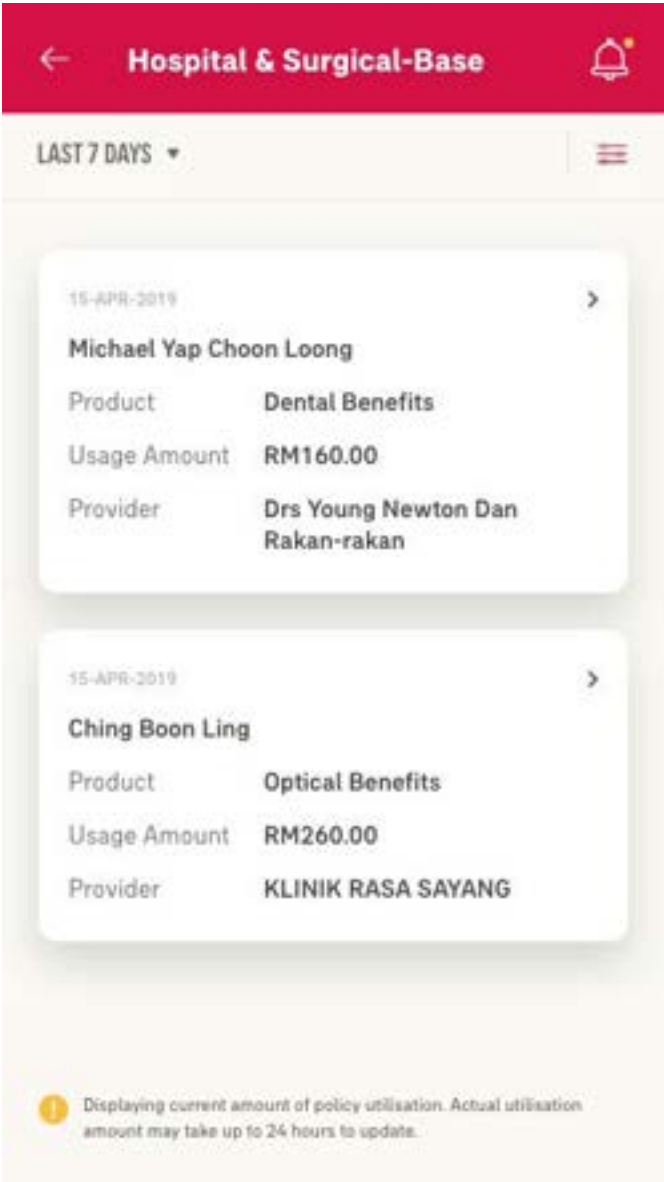 Hospital & Surgical-Base
LAST 7 DAYS
15-APR-2019
Michael Yap Choon Loong
Product Dental Benefits
Usage Amount RM160.00
Provider Drs Young Newton Dan
Rakan-rakan
15-APR-2019
Ching Boon Ling
Product Optical Benefits
Usage Amount RM260.00
Provider KLINIK RASA SAYANG
Displaying current amount of policy utilisation. Actual utilisation
amount may take up to 24 hours to update.